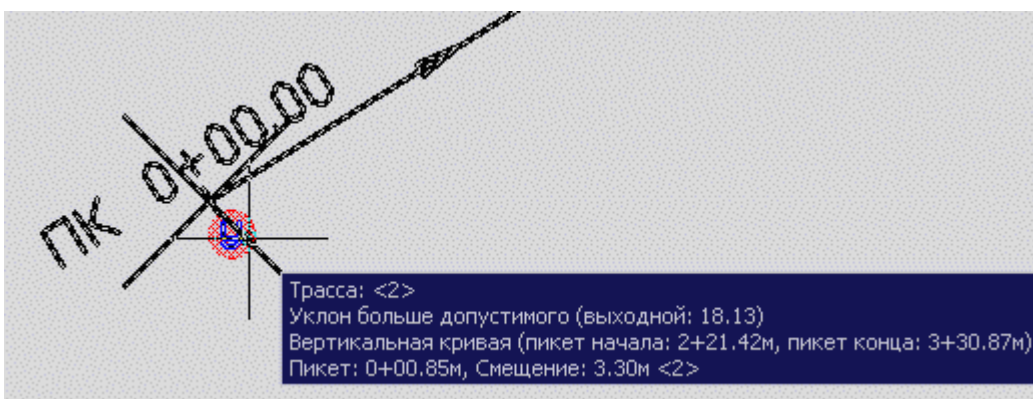 ПК 0+00.00
Трасса: <2>
Уклон больше допустимого (выходной: 18.13)
Вертикальная кривая (пикет начала: 2+21.42м, пикет конца: 3+30.87м)
Пикет: 0+00.85м, Смещение: 3.30м <2>